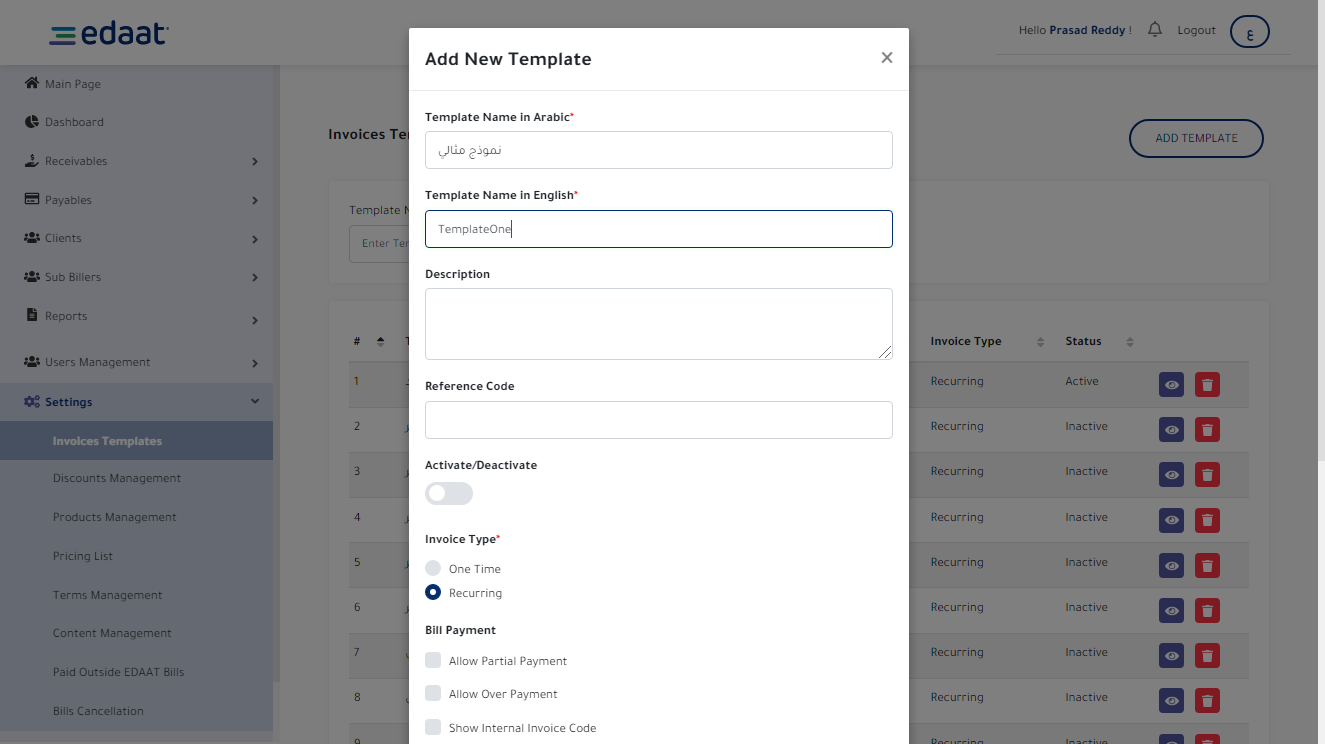 edaat
Hello Prasad Reddy !
Logout
ع
Main Page
Dashboard
Receivables
Payables
Clients
Sub Billers
Reports
Users Management
Settings
Invoices Templates
Discounts Management
Products Management
Pricing List
Terms Management
Content Management
Paid Outside EDAAT Bills
Bills Cancellation
Invoices Te
ADD TEMPLATE
Template N
Enter Ter
Add New Template
Template Name in Arabic*
نموذج مثالي
Template Name in English*
TemplateOne
Description
Reference Code
Activate/Deactivate
Invoice Type*
One Time
Recurring
Bill Payment
Allow Partial Payment
Allow Over Payment
Show Internal Invoice Code
# Invoice Type Status
1 Recurring Active
2 Recurring Inactive
3 Recurring Inactive
4 Recurring Inactive
5 Recurring Inactive
6 Recurring Inactive
7 Recurring Inactive
8 Recurring Inactive
9 Recurring Inactive